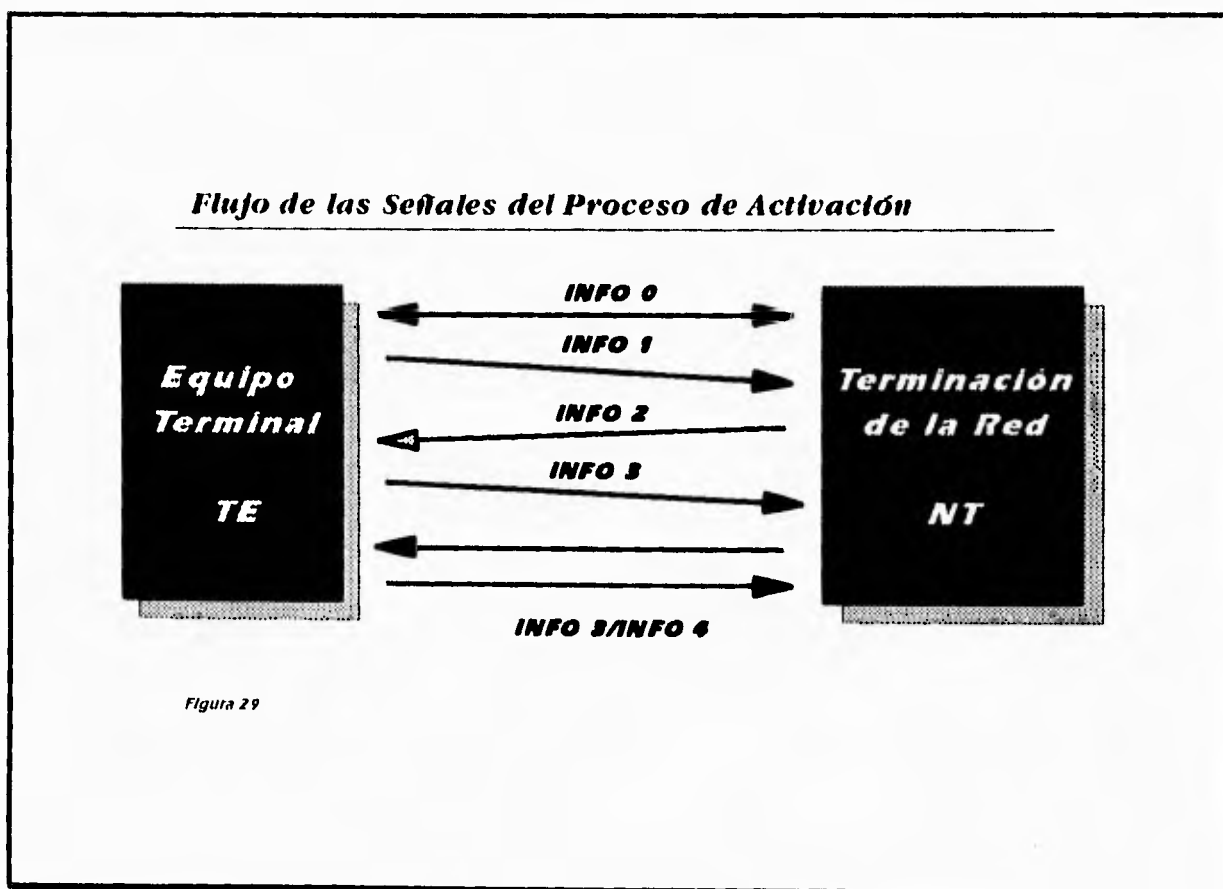 Flujo de las Señales del Proceso de Activación
Equipo
Terminal
TE
INFO 0
INFO 1
INFO 2
INFO 3
INFO 3/INFO 4
Terminación
de la Red
NT
Figura 29